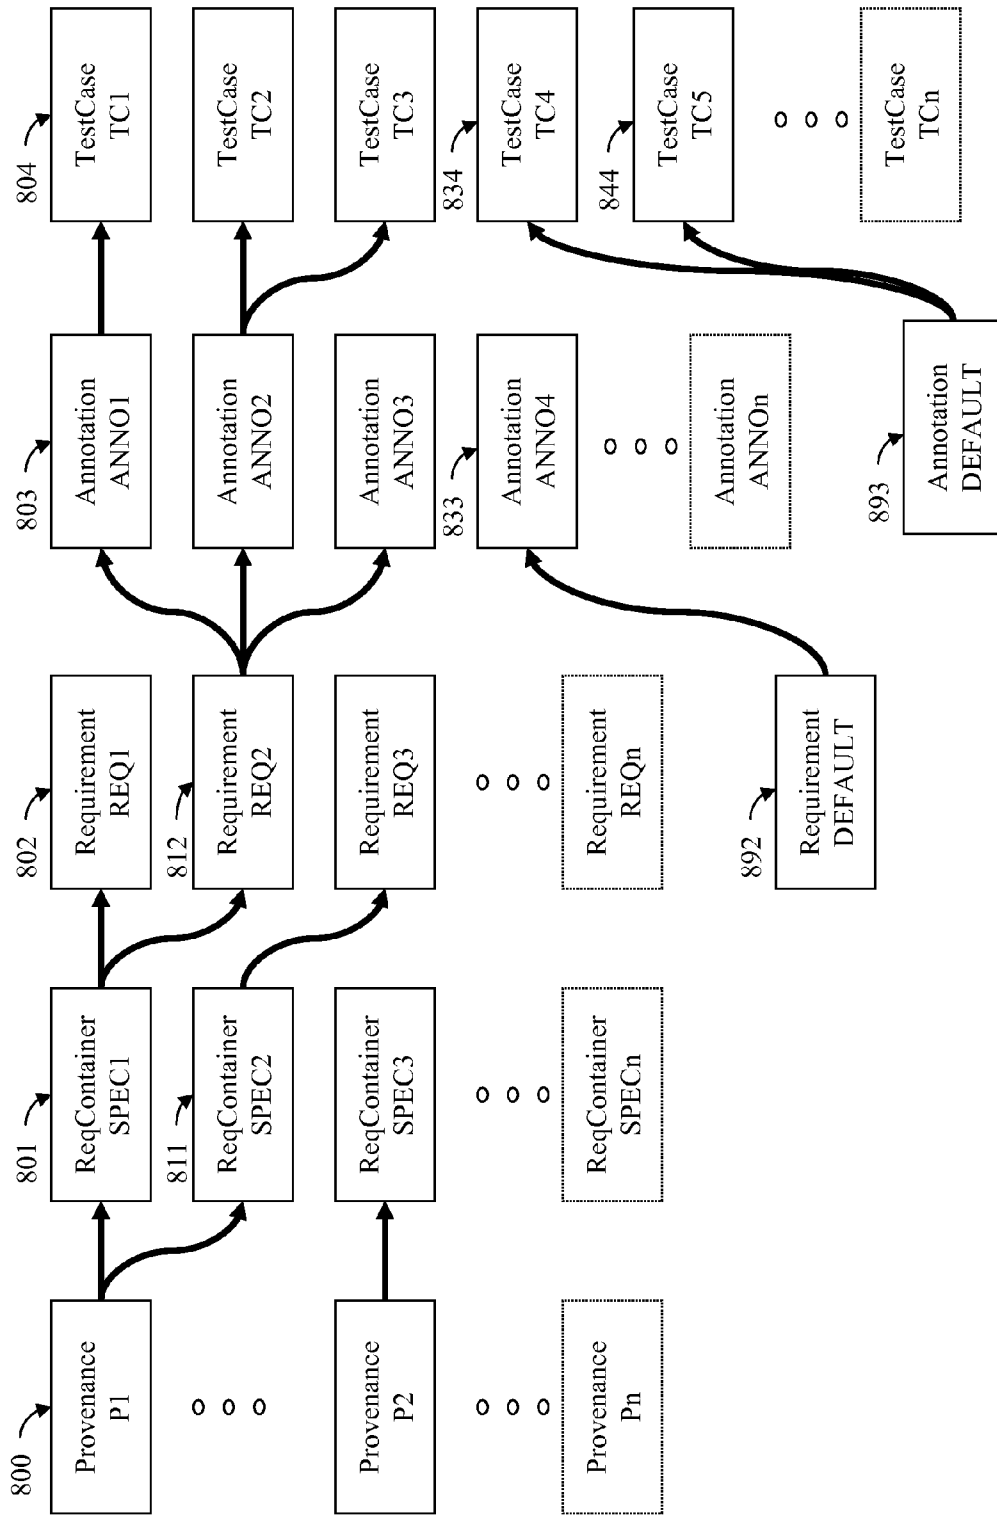 800
Provenance
P1
Provenance
P2
Provenance
Pn
801
ReqContainer
SPEC1
811
ReqContainer
SPEC2
ReqContainer
SPEC3
ReqContainer
SPECn
802
Requirement
REQ1
812
Requirement
REQ2
Requirement
REQ3
Requirement
REQn
892
Requirement
DEFAULT
803
Annotation
ANNO1
Annotation
ANNO2
Annotation
ANNO3
833
Annotation
ANNO4
Annotation
ANNOn
893
Annotation
DEFAULT
804
TestCase
TC1
TestCase
TC2
TestCase
TC3
834
TestCase
TC4
844
TestCase
TC5
TestCase
TCn